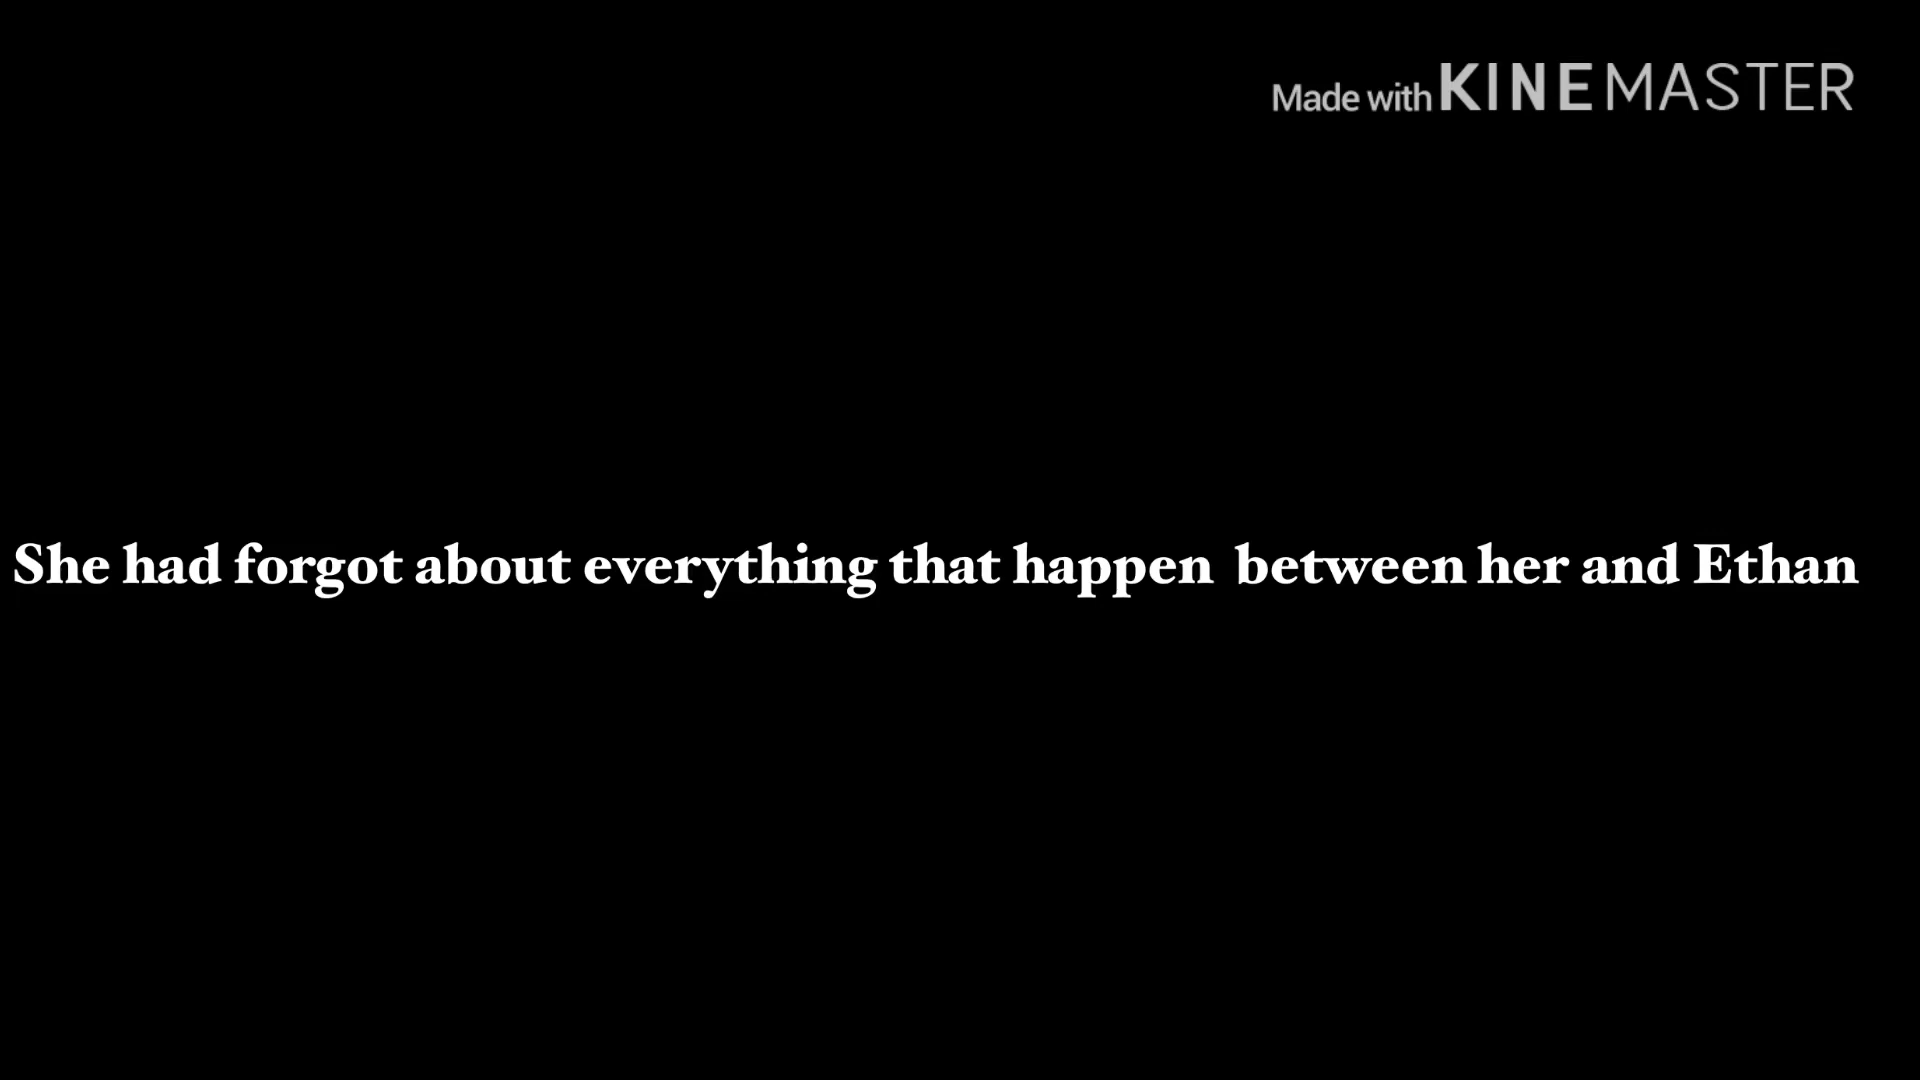 Made with KINEMASTER
She had forgot about everything that happen  between her and Ethan